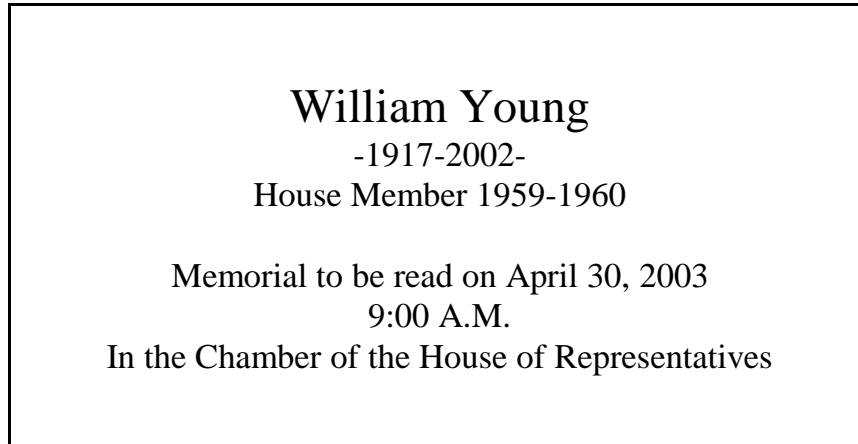 William Young
-1917-2002-
House Member 1959-1960
Memorial to be read on April 30, 2003
9:00 A.M.
In the Chamber of the House of Representatives